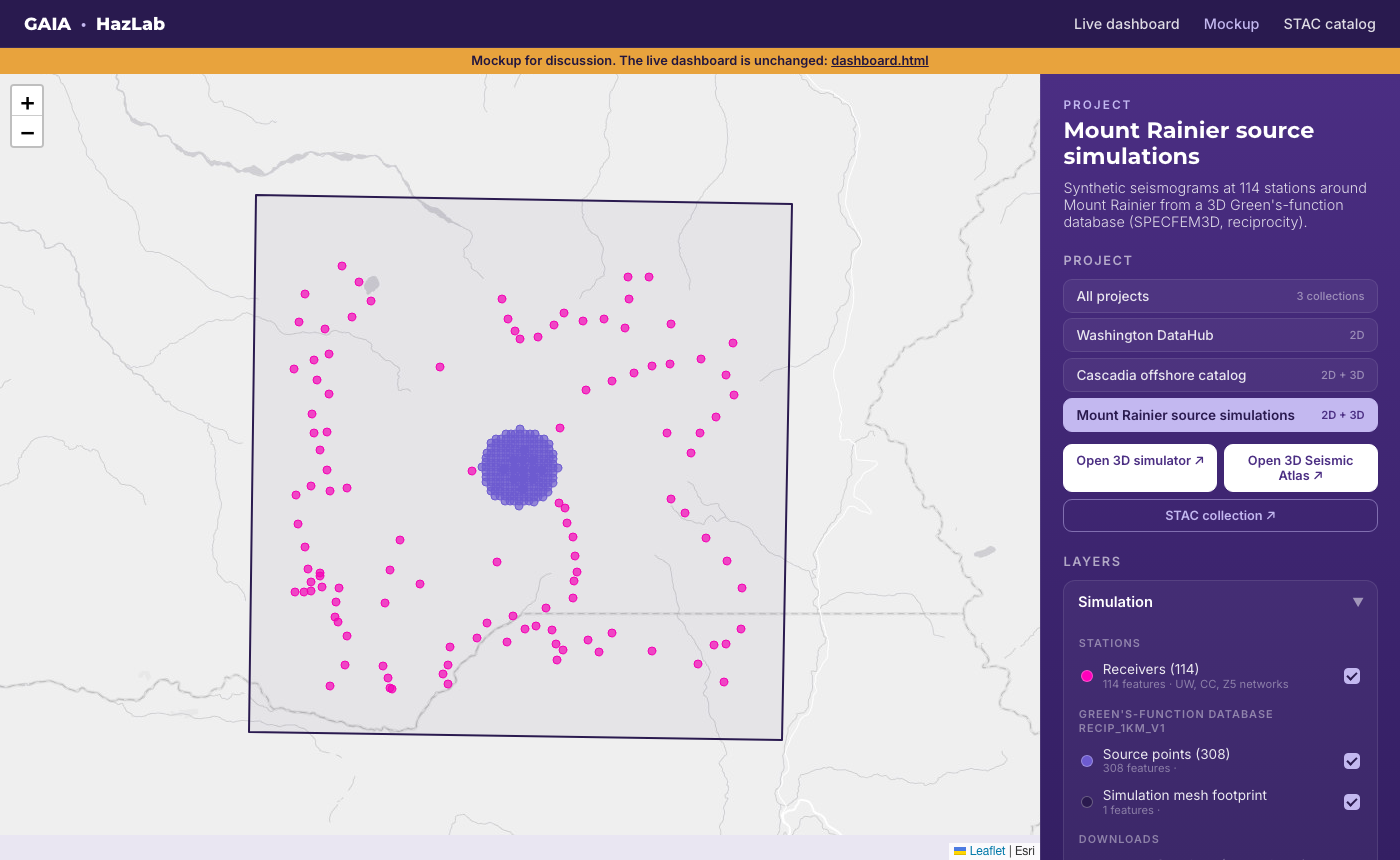 GAIA • HazLab
Live dashboard
Mockup
STAC catalog
Mockup for discussion. The live dashboard is unchanged: dashboard.html
+
−
PROJECT
Mount Rainier source
simulations
Synthetic seismograms at 114 stations around
Mount Rainier from a 3D Green's-function
database (SPECFEM3D, reciprocity).
PROJECT
All projects 3 collections
Washington DataHub 2D
Cascadia offshore catalog 2D + 3D
Mount Rainier source simulations 2D + 3D
Open 3D simulator ↗
Open 3D Seismic
Atlas ↗
STAC collection ↗
LAYERS
Simulation ▼
STATIONS
Receivers (114)
114 features · UW, CC, Z5 networks
GREEN'S-FUNCTION DATABASE
RECIP_1KM_V1
Source points (308)
308 features ·
Simulation mesh footprint
1 features ·
DOWNLOADS
Leaflet | Esri